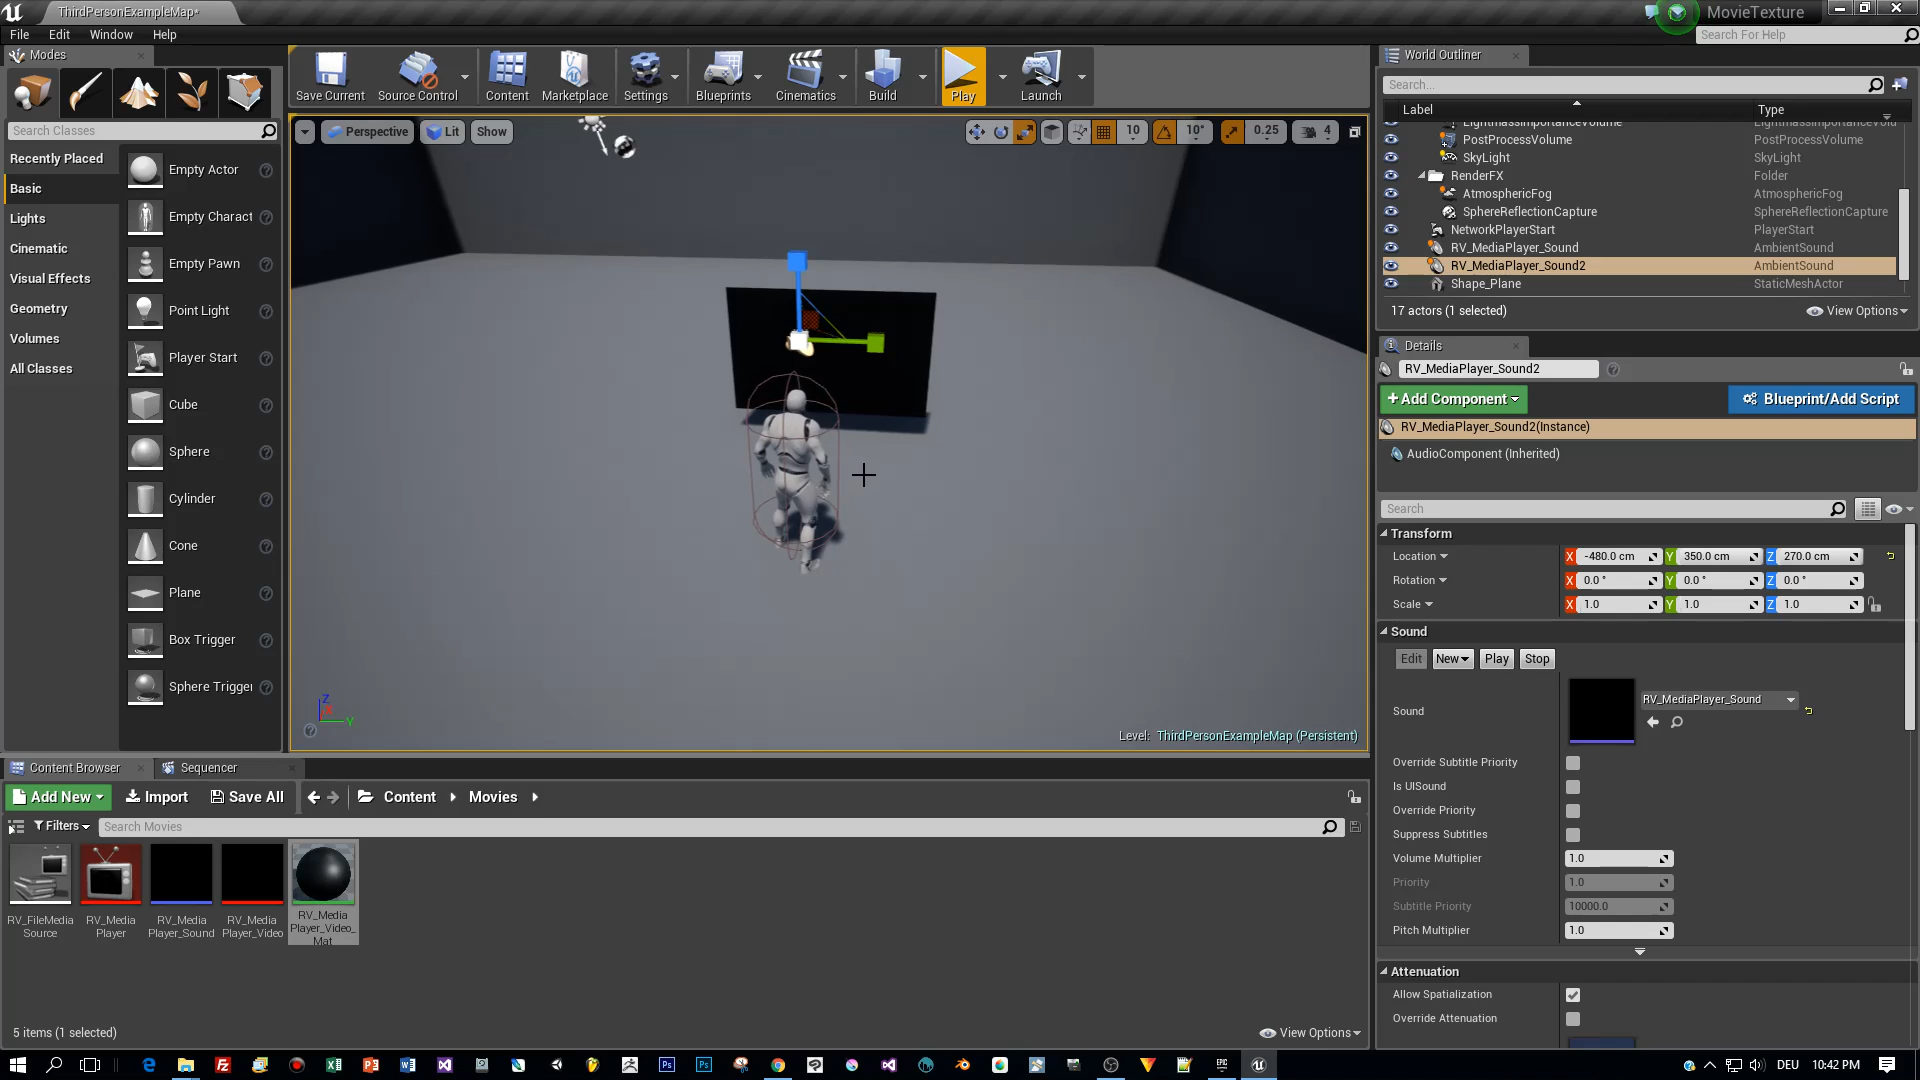 ThirdPersonExampleMap*
MovieTexture
File Edit Window Help
Search For Help
Modes
Save Current
Source Control
Content
Marketplace
Settings
Blueprints
Cinematics
Build
Play
Launch
Search Classes
Recently Placed
Basic
Lights
Cinematic
Visual Effects
Geometry
Volumes
All Classes
Empty Actor
Empty Charact
Empty Pawn
Point Light
Player Start
Cube
Sphere
Cylinder
Cone
Plane
Box Trigger
Sphere Trigger
Perspective
Lit
Show
10
10°
0.25
4
Z
X
Y
Level: ThirdPersonExampleMap (Persistent)
World Outliner
Search...
Label Type
LightmassImportanceVolume LightmassImportanceVolu
PostProcessVolume PostProcessVolume
SkyLight SkyLight
RenderFX Folder
AtmosphericFog AtmosphericFog
SphereReflectionCapture SphereReflectionCapture
NetworkPlayerStart PlayerStart
RV_MediaPlayer_Sound AmbientSound
RV_MediaPlayer_Sound2 AmbientSound
Shape_Plane StaticMeshActor
17 actors (1 selected)
View Options
Details
RV_MediaPlayer_Sound2
+Add Component
Blueprint/Add Script
RV_MediaPlayer_Sound2(Instance)
AudioComponent (Inherited)
Search
Transform
Location X -480.0 cm Y 350.0 cm Z 270.0 cm
Rotation X 0.0 ° Y 0.0 ° Z 0.0 °
Scale X 1.0 Y 1.0 Z 1.0
Sound
Edit New Play Stop
Sound
RV_MediaPlayer_Sound
Override Subtitle Priority
Is UISound
Override Priority
Suppress Subtitles
Volume Multiplier 1.0
Priority 1.0
Subtitle Priority 10000.0
Pitch Multiplier 1.0
Attenuation
Allow Spatialization
Override Attenuation
Content Browser
Sequencer
Add New
Import
Save All
Content
Movies
Filters
Search Movies
RV_FileMedia
Source
RV_Media
Player
RV_Media
Player_Sound
RV_Media
Player_Video
RV_Media
Player_Video_
Mat
5 items (1 selected)
View Options
DEU
10:42 PM